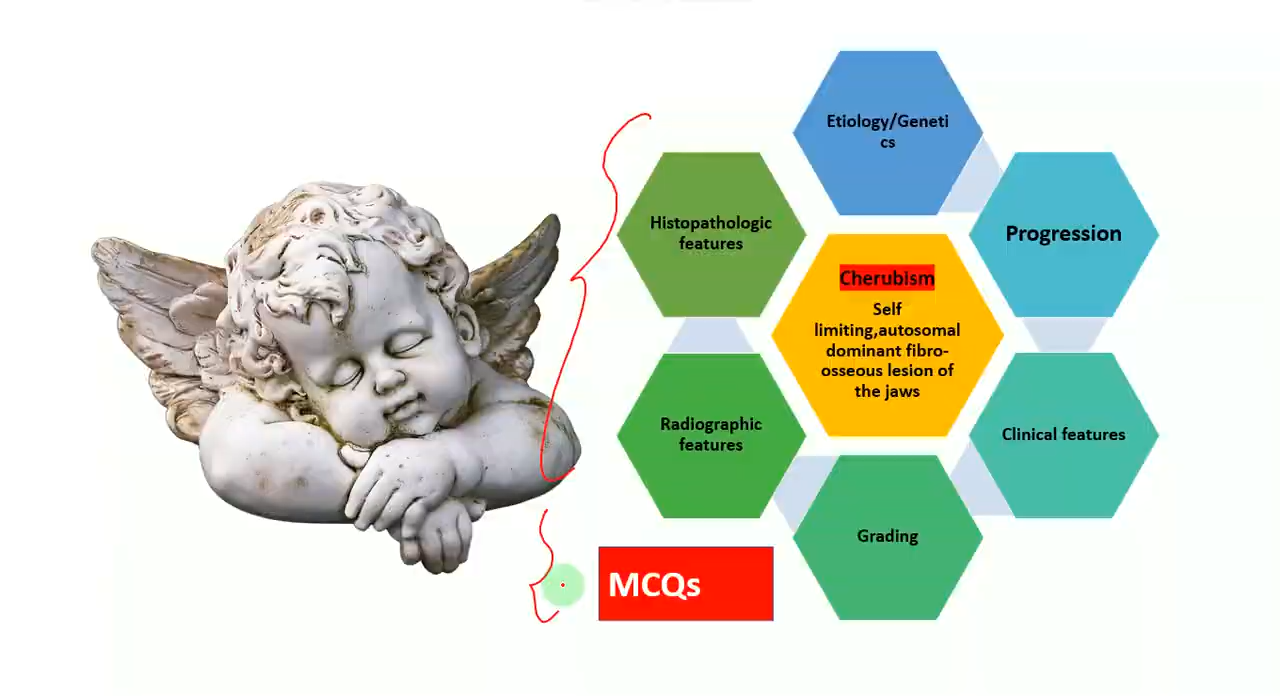 Etiology/Geneti
cs
Progression
Clinical features
Grading
Radiographic
features
Histopathologic
features
Cherubism
Self
limiting,autosomal
dominant fibro-
osseous lesion of
the jaws
MCQs